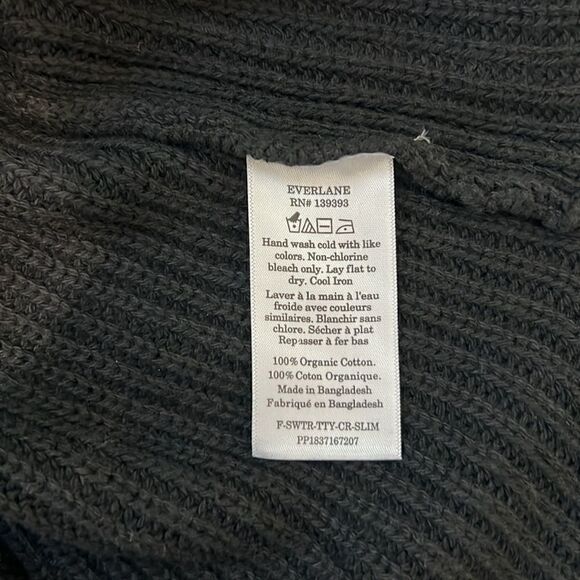 EVERLANE
RN# 139393
Hand wash cold with like
colors. Non-chlorine
bleach only. Lay flat to
dry. Cool Iron
Laver à la main à l'eau
froide avec couleurs
similaires. Blanchir sans
chlore. Sécher à plat
Repasser à fer bas
100% Organic Cotton.
100% Coton Organique.
Made in Bangladesh
Fabriqué en Bangladesh
F-SWTR-TTY-CR-SLIM
PP1837167207